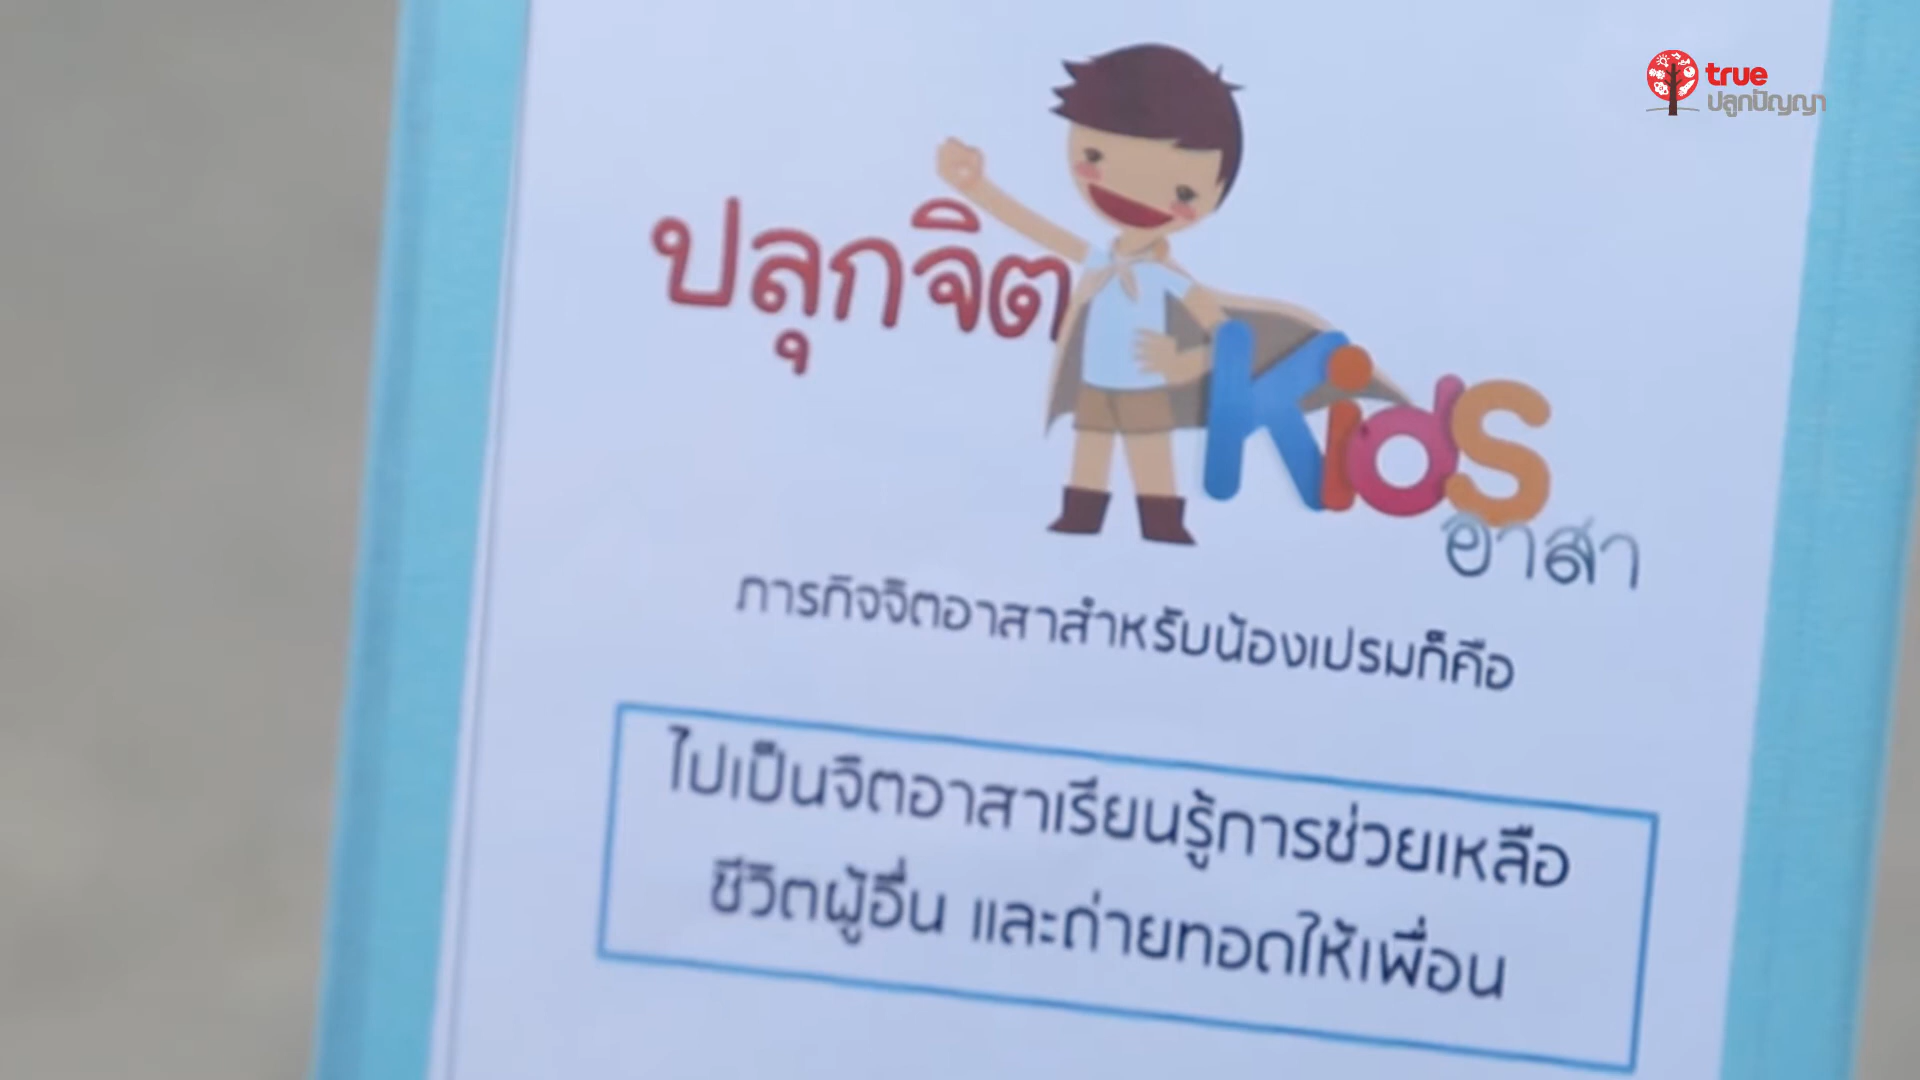 true
ปลูกปัญญา
ปลุกจิต
Kids
อาสา
ภารกิจจิตอาสาสำหรับน้องเปรมก็คือ
ไปเป็นจิตอาสาเรียนรู้การช่วยเหลือ
ชีวิตผู้อื่น และถ่ายทอดให้เพื่อน